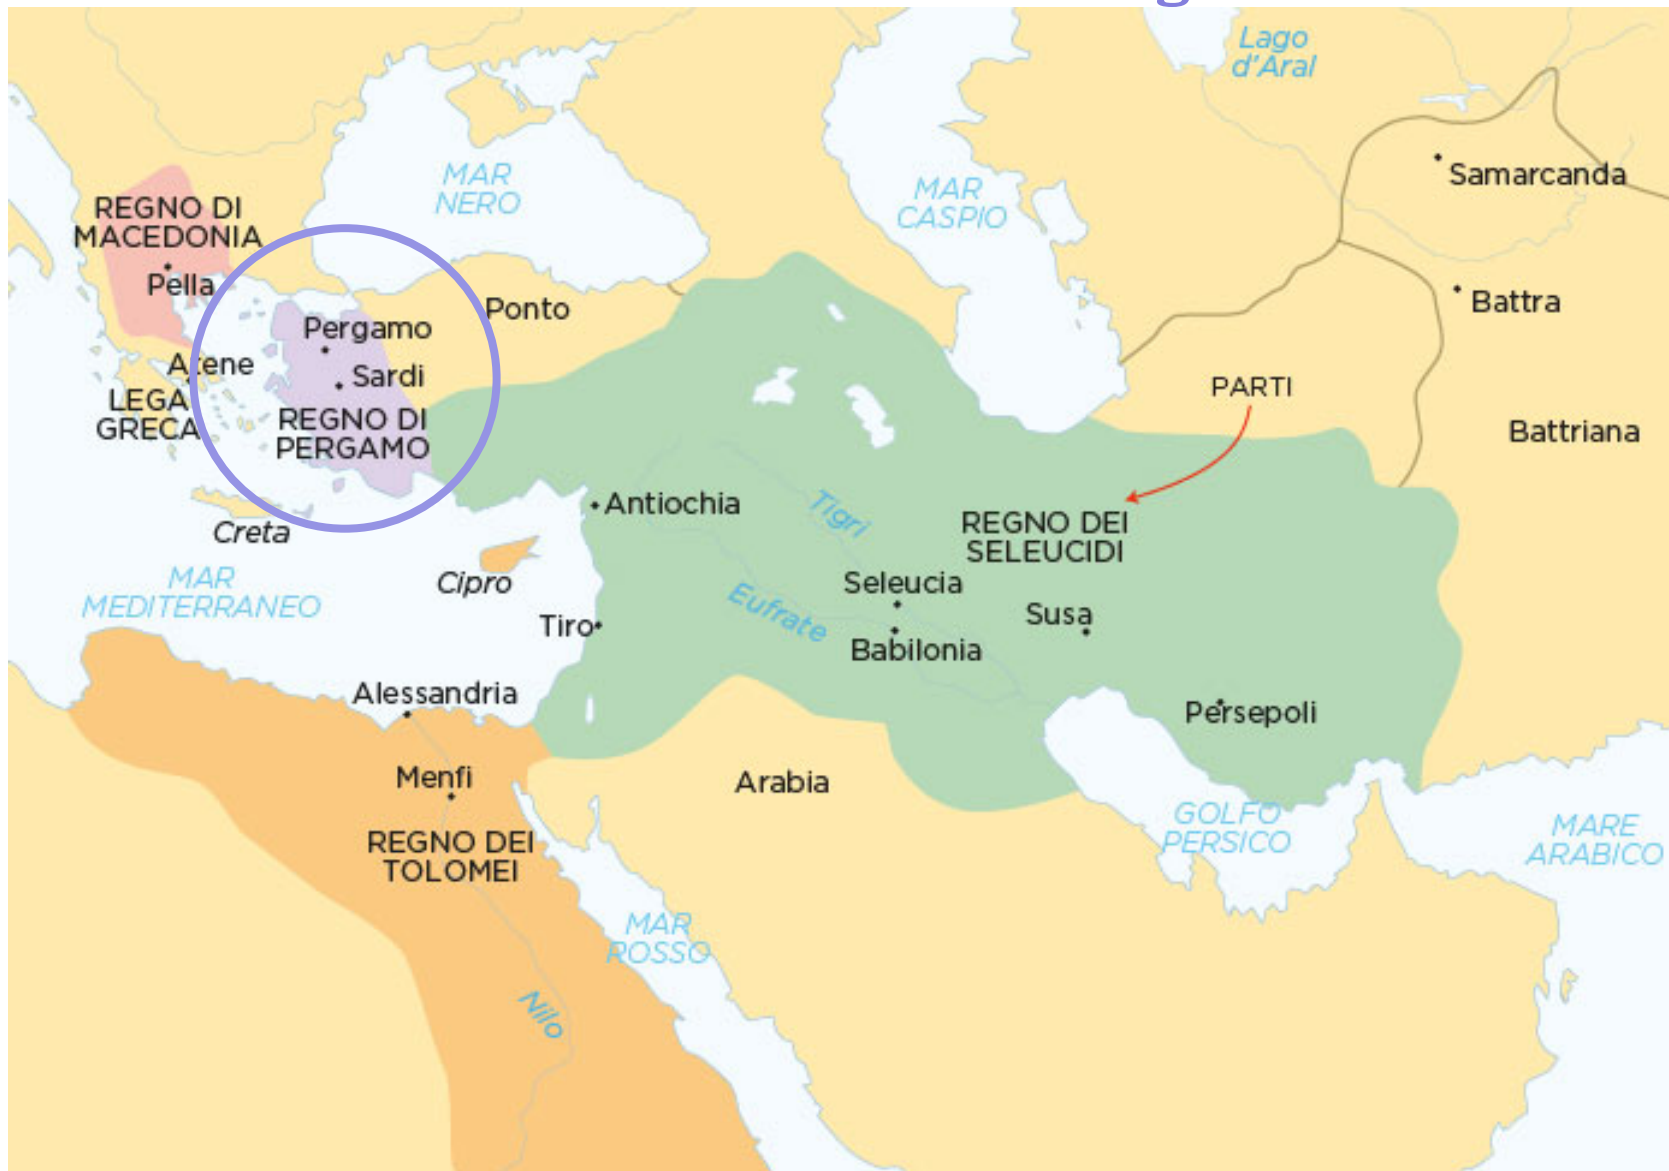 Lago
d'Aral
MAR
NERO
MAR
CASPIO
Samarcanda
REGNO DI
MACEDONIA
Pella
Battra
Ponto
Pergamo
Atene
Sardi
PARTI
LEGA
GRECA
REGNO DI
PERGAMO
Battriana
Antiochia
Tigri
REGNO DEI
SELEUCIDI
Creta
MAR
MEDITERRANEO
Cipro
Seleucia
Eufrate
Susa
Tiro
Babilonia
Alessandria
Persepoli
Menfi
Arabia
GOLFO
PERSICO
MARE
ARABICO
REGNO DEI
TOLOMEI
MAR
ROSSO
Nilo